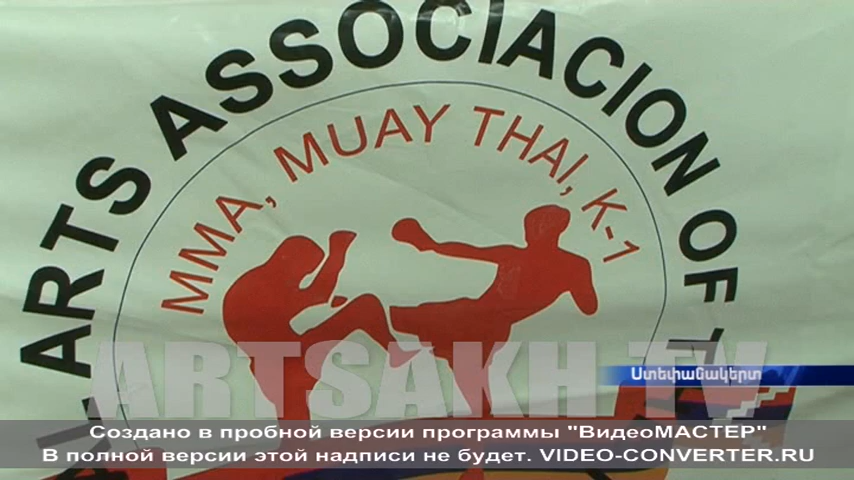 ARTS ASSOCIACION OF
MMA, MUAY THAI, K-1
ARTSAKH TV
Ստեփանակերտ
Создано в пробной версии программы "ВидеоМАСТЕР"
В полной версии этой надписи не будет. VIDEO-CONVERTER.RU